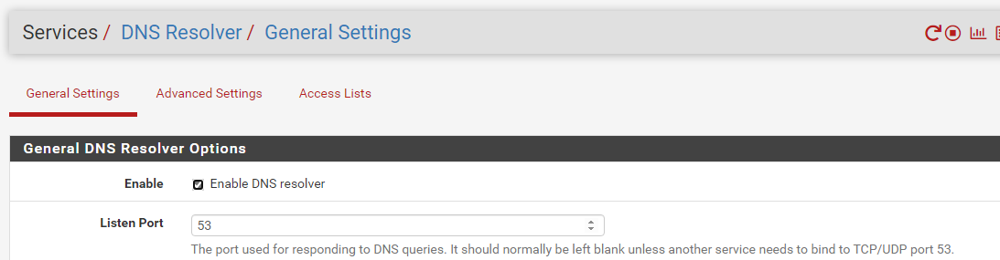 Services / DNS Resolver / General Settings
General Settings Advanced Settings Access Lists
General DNS Resolver Options
Enable Enable DNS resolver
Listen Port 53
The port used for responding to DNS queries. It should normally be left blank unless another service needs to bind to TCP/UDP port 53.